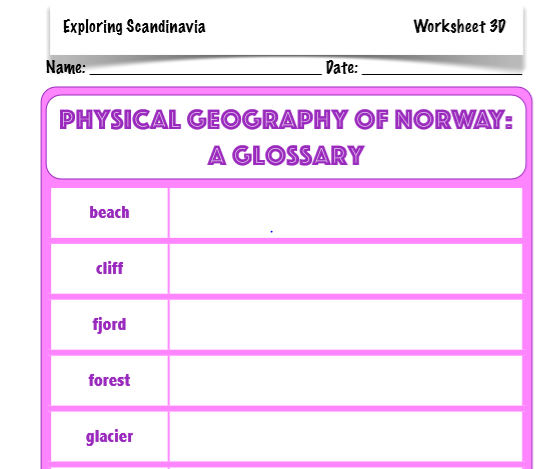 Exploring Scandinavia Worksheet 3D
Name: ______________________________ Date: ____________________
PHYSICAL GEOGRAPHY OF NORWAY:
A GLOSSARY
beach
.
cliff
fjord
forest
glacier